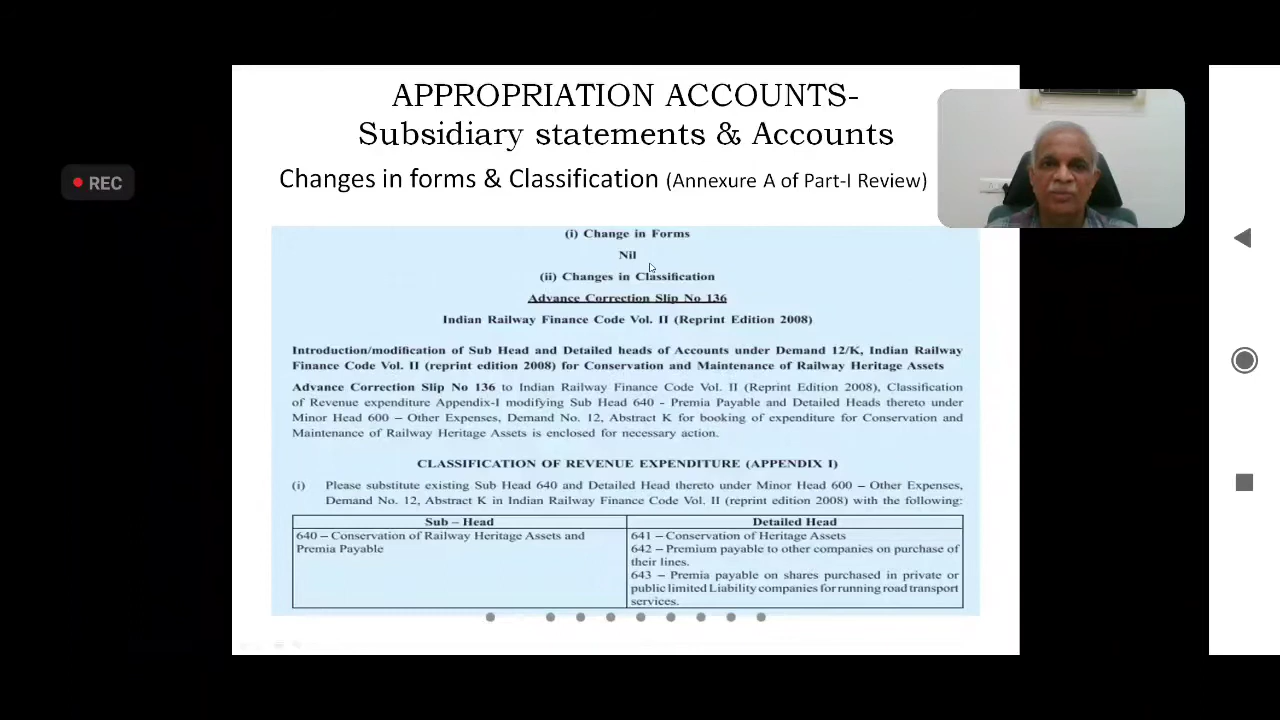 APPROPRIATION ACCOUNTS-
Subsidiary statements & Accounts
Changes in forms & Classification (Annexure A of Part-I Review)
REC
(i) Change in Forms
Nil
(ii) Changes in Classification
Advance Correction Slip No 136
Indian Railway Finance Code Vol. II (Reprint Edition 2008)
Introduction/modification of Sub Head and Detailed heads of Accounts under Demand 12/K, Indian Railway
Finance Code Vol. II (reprint edition 2008) for Conservation and Maintenance of Railway Heritage Assets
Advance Correction Slip No 136 to Indian Railway Finance Code Vol. II (Reprint Edition 2008), Classification
of Revenue expenditure Appendix-I modifying Sub Head 640 - Premia Payable and Detailed Heads thereto under
Minor Head 600 – Other Expenses, Demand No. 12, Abstract K for booking of expenditure for Conservation and
Maintenance of Railway Heritage Assets is enclosed for necessary action.
CLASSIFICATION OF REVENUE EXPENDITURE (APPENDIX I)
(i) Please substitute existing Sub Head 640 and Detailed Head thereto under Minor Head 600 – Other Expenses,
Demand No. 12, Abstract K in Indian Railway Finance Code Vol. II (reprint edition 2008) with the following:
Sub – Head
640 – Conservation of Railway Heritage Assets and
Premia Payable
Detailed Head
641 – Conservation of Heritage Assets
642 – Premium payable to other companies on purchase of
their lines.
643 – Premia payable on shares purchased in private or
public limited Liability companies for running road transport
services.